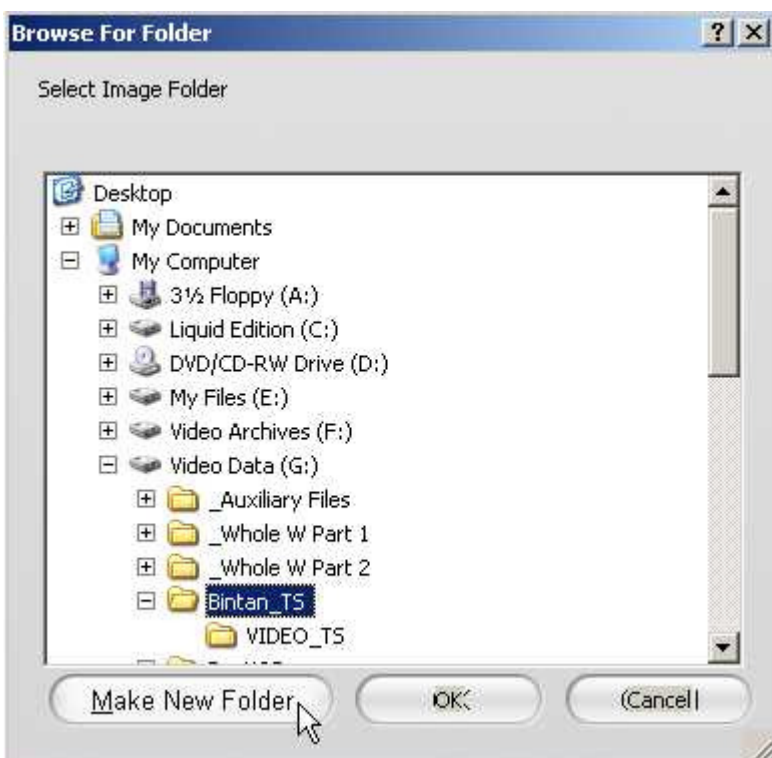 Browse For Folder
Select Image Folder
Desktop
My Documents
My Computer
3½ Floppy (A:)
Liquid Edition (C:)
DVD/CD-RW Drive (D:)
My Files (E:)
Video Archives (F:)
Video Data (G:)
_Auxiliary Files
_Whole W Part 1
_Whole W Part 2
Bintan_TS
VIDEO_TS
Make New Folder OK Cancel